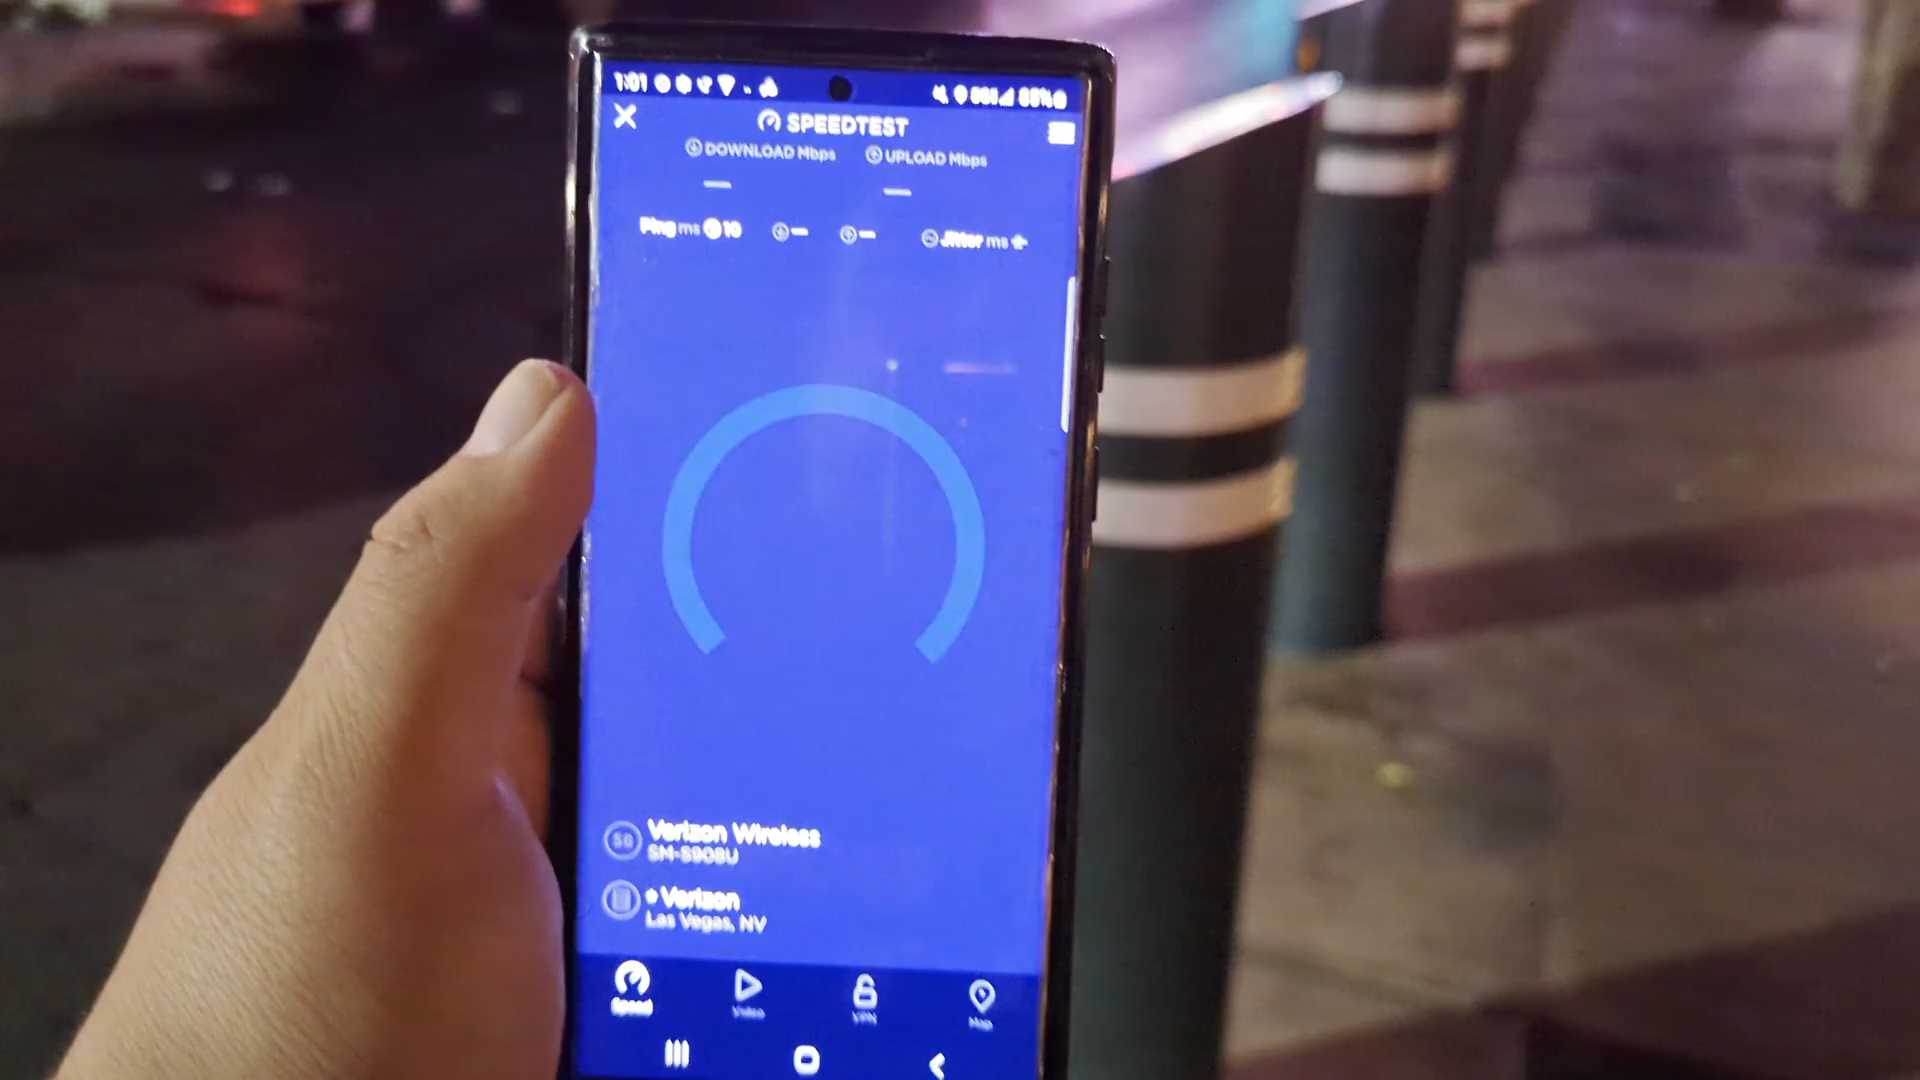 1:01
SPEEDTEST
DOWNLOAD Mbps UPLOAD Mbps
Ping ms 10 Jitter ms
Verizon Wireless
SM-S908U
Verizon
Las Vegas, NV
Speed Video VPN Map